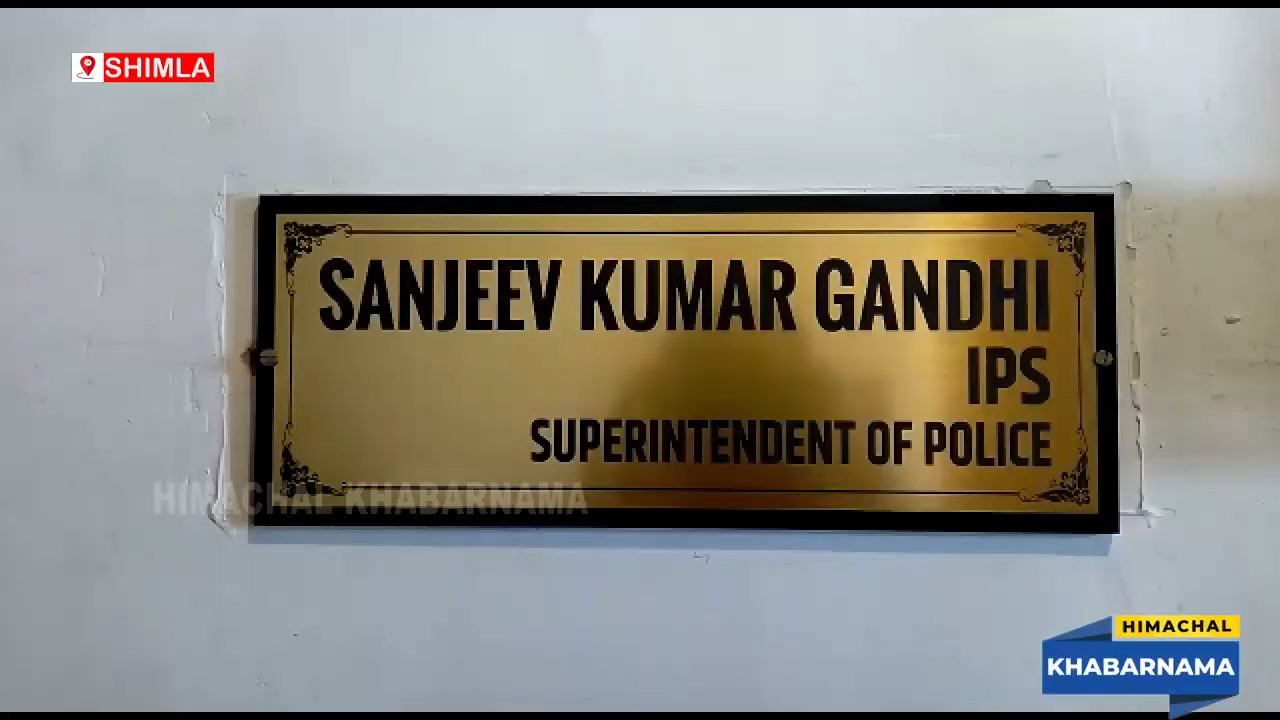 SHIMLA
SANJEEV KUMAR GANDHI
IPS
SUPERINTENDENT OF POLICE
HIMACHAL KHABARNAMA
HIMACHAL
KHABARNAMA